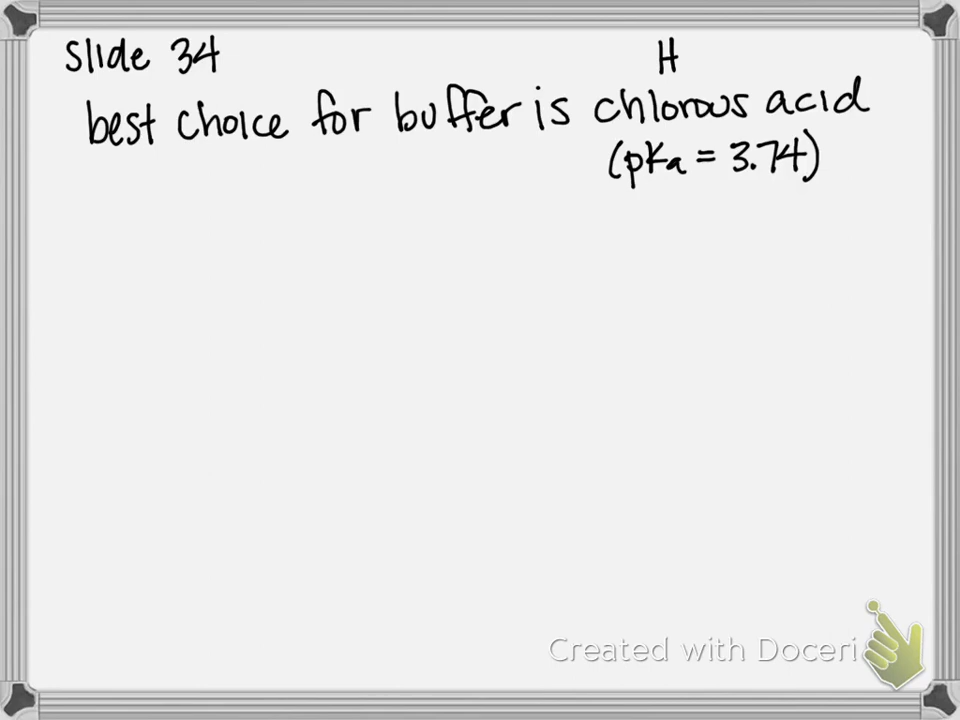 Slide 34
H
best choice for buffer is chlorous acid
(pKa = 3.74)
Created with Doceri